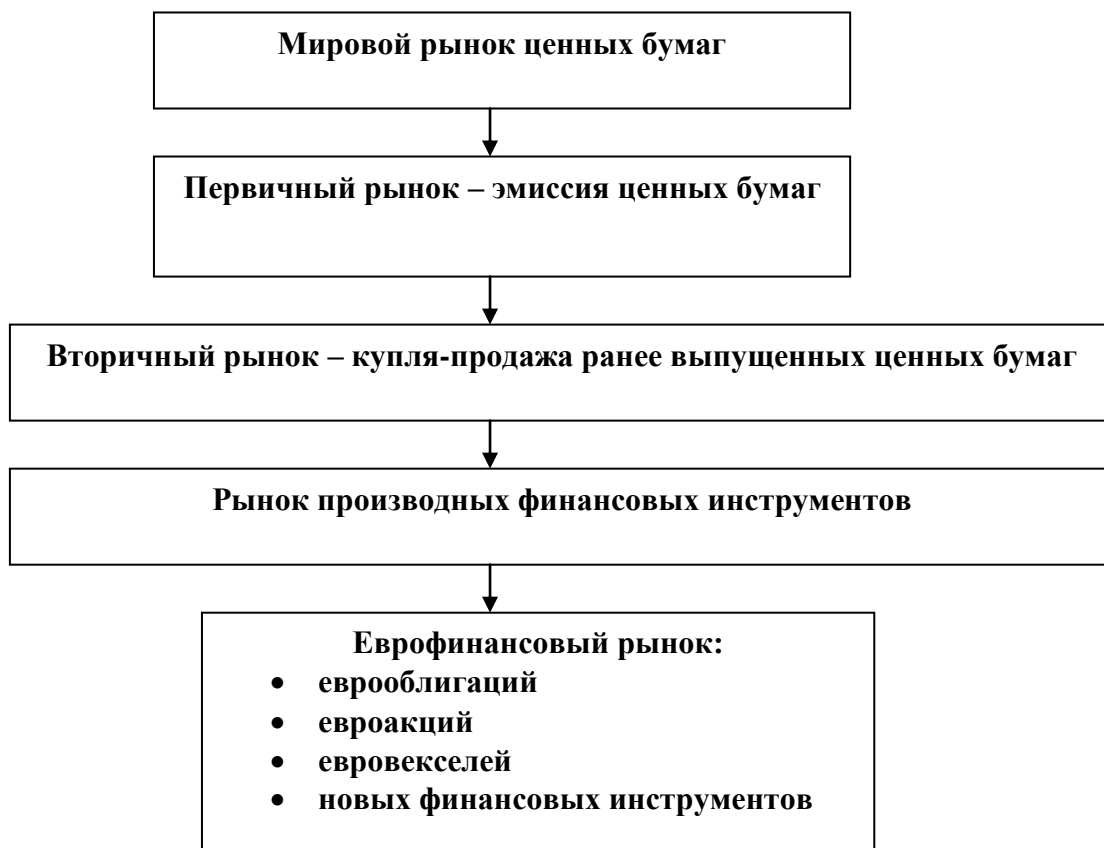 Мировой рынок ценных бумаг
Первичный рынок – эмиссия ценных бумаг
Вторичный рынок – купля-продажа ранее выпущенных ценных бумаг
Рынок производных финансовых инструментов
Еврофинансовый рынок:
• еврооблигаций
• евроакций
• евровекселей
• новых финансовых инструментов